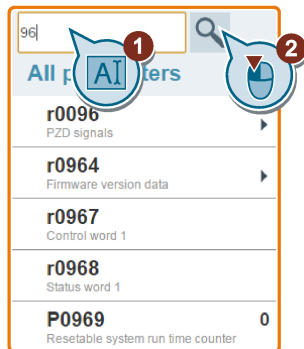 96
1
2
AI
All p ters
r0096
PZD signals
r0964
Firmware version data
r0967
Control word 1
r0968
Status word 1
P0969 0
Resetable system run time counter